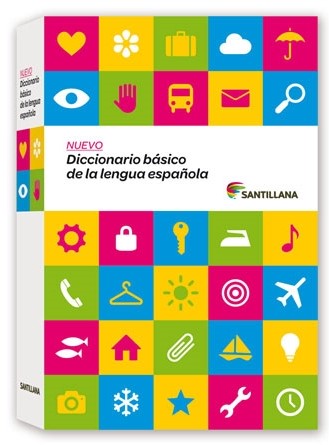 NUEVO
Diccionario básico
de la lengua española
SANTILLANA
NUEVO
Diccionario básico
de la lengua española
SANTILLANA